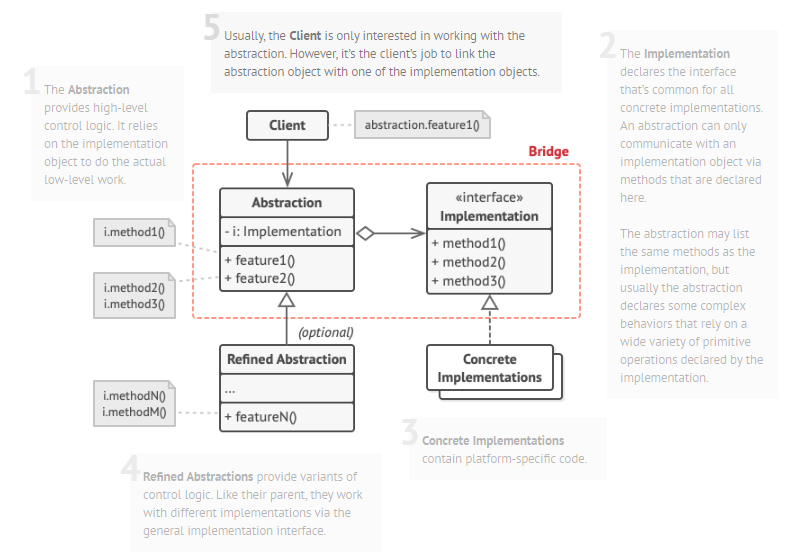 5
Usually, the Client is only interested in working with the
abstraction. However, it's the client's job to link the
abstraction object with one of the implementation objects.
1
The Abstraction
provides high-level
control logic. It relies
on the implementation
object to do the actual
low-level work.
2
The Implementation
declares the interface
that's common for all
concrete implementations.
An abstraction can only
communicate with an
implementation object via
methods that are declared
here.
The abstraction may list
the same methods as the
implementation, but
usually the abstraction
declares some complex
behaviors that rely on a
wide variety of primitive
operations declared by the
implementation.
Client
abstraction.feature1()
Bridge
Abstraction
- i: Implementation
+ feature1()
+ feature2()
«interface»
Implementation
+ method1()
+ method2()
+ method3()
i.method1()
i.method2()
i.method3()
(optional)
Refined Abstraction
...
+ featureN()
Concrete
Implementations
i.methodN()
i.methodM()
3
Concrete Implementations
contain platform-specific code.
4
Refined Abstractions provide variants of
control logic. Like their parent, they work
with different implementations via the
general implementation interface.